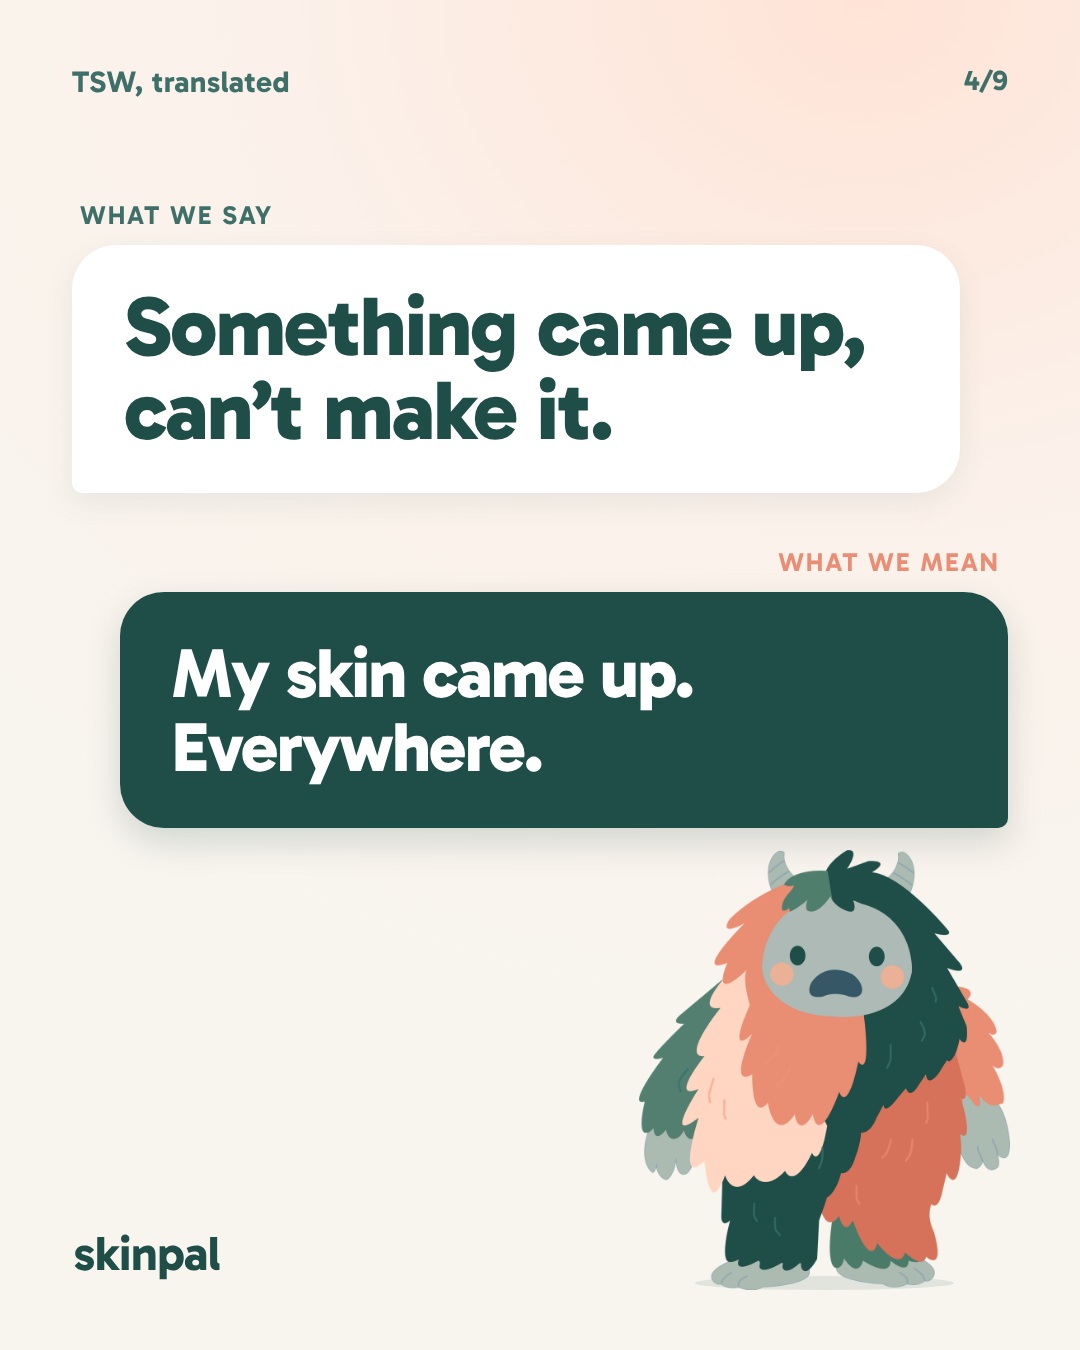 TSW, translated
4/9
WHAT WE SAY
Something came up,
can’t make it.
WHAT WE MEAN
My skin came up.
Everywhere.
skinpal